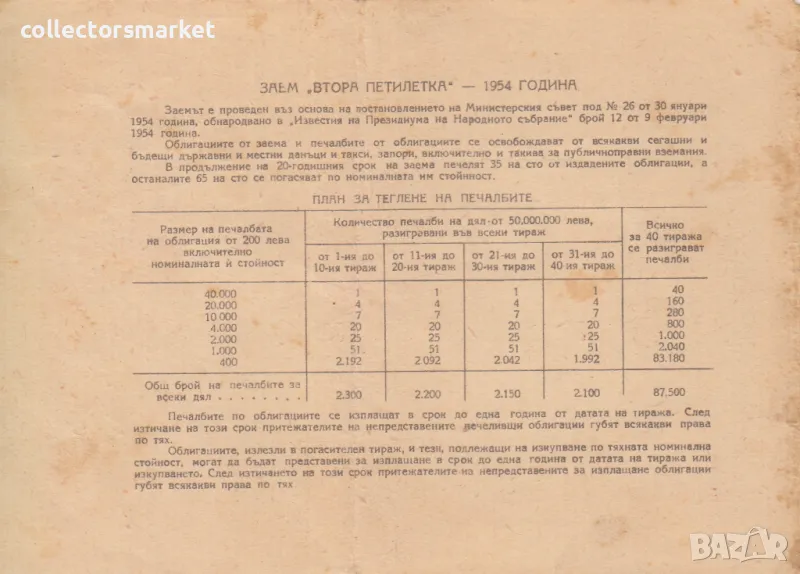 collectorsmarket
ЗАЕМ „ВТОРА ПЕТИЛЕТКА“ — 1954 ГОДИНА
Заемът е проведен въз основа на постановлението на Министерския съвет под № 26 от 30 януари
1954 година, обнародвано в „Известия на Президиума на Народното събрание“ брой 12 от 9 февруари
1954 година.
Облигациите от заема и печалбите от облигациите се освобождават от всякакви сегашни и
бъдещи държавни и местни данъци и такси, запори, включително и такива за публичноправни вземания.
В продължение на 20-годишния срок на заема печелят 35 на сто от издадените облигации, а
останалите 65 на сто се погасяват по номиналната им стойност.
ПЛАН ЗА ТЕГЛЕНЕ НА ПЕЧАЛБИТЕ
Размер на печалбата
на облигация от 200 лева
включително
номиналната ѝ стойност
Количество печалби на дял от 50.000.000 лева,
разигравани във всеки тираж
от 1-ия до
10-ия тираж
от 11-ия до
20-ия тираж
от 21-ия до
30-ия тираж
от 31-ия до
40-ия тираж
Всичко
за 40 тиража
се разиграват
печалби
40.000 1 1 1 1 40
20.000 4 4 4 4 160
10 000 7 7 7 7 280
4.000 20 20 20 20 800
2.000 25 25 25 25 1.000
1.000 51 51 51 51 2.040
400 2.192 2 092 2 042 1.992 83.180
Общ брой на печалбите за
всеки дял . . . . . . . . 2.300 2.200 2.150 2.100 87,500
Печалбите по облигациите се изплащат в срок до една година от датата на тиража. След
изтичане на този срок притежателите на непредставените печеливши облигации губят всякакви права
по тях.
Облигациите, излезли в погасителен тираж, и тези, подлежащи на изкупване по тяхната номинална
стойност, могат да бъдат представени за изплащане в срок до една година от датата на тиража или
изкупването. След изтичането на този срок притежателите на непредставените за изплащане облигации
губят всякакви права по тях
BAZAR